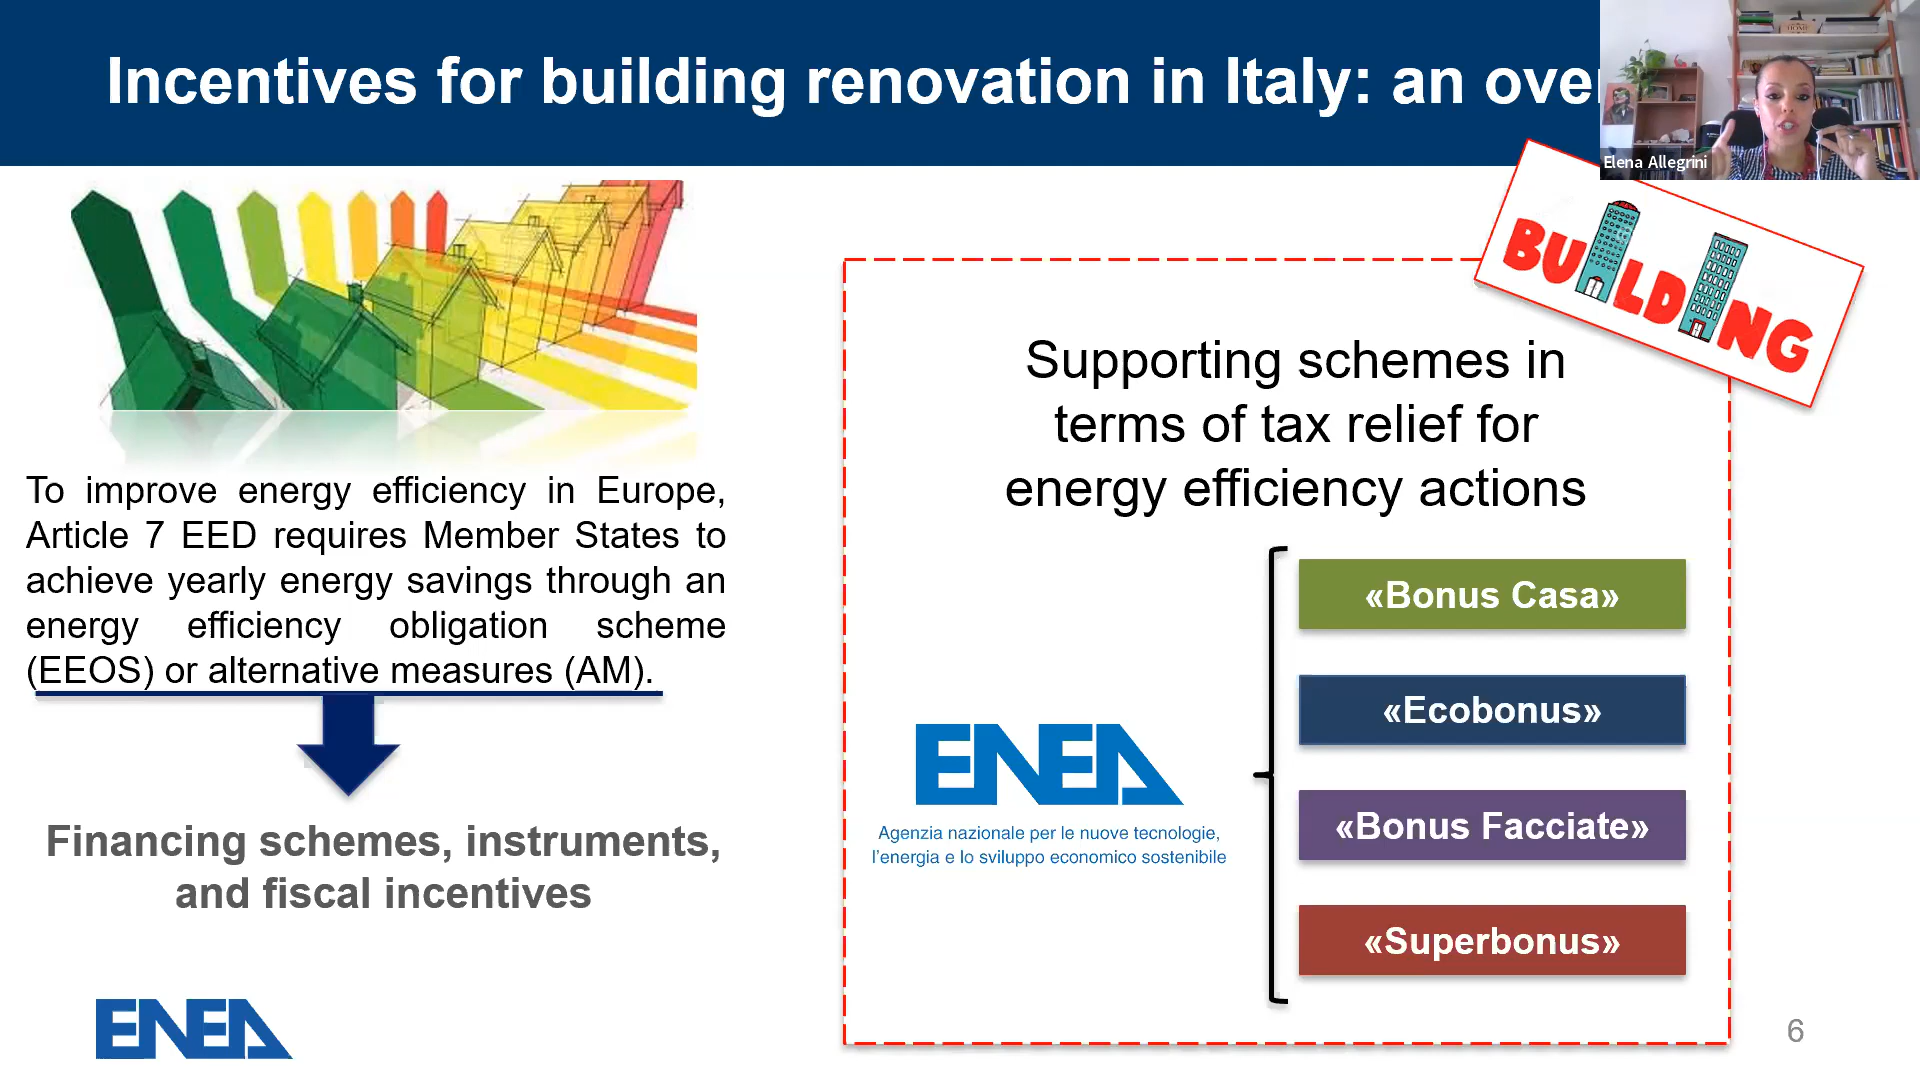 Incentives for building renovation in Italy: an over
Elena Allegrini
BUILDING
To improve energy efficiency in Europe,
Article 7 EED requires Member States to
achieve yearly energy savings through an
energy efficiency obligation scheme
(EEOS) or alternative measures (AM).
Financing schemes, instruments,
and fiscal incentives
ENEA
Supporting schemes in
terms of tax relief for
energy efficiency actions
ENEA
Agenzia nazionale per le nuove tecnologie,
l'energia e lo sviluppo economico sostenibile
«Bonus Casa»
«Ecobonus»
«Bonus Facciate»
«Superbonus»
6